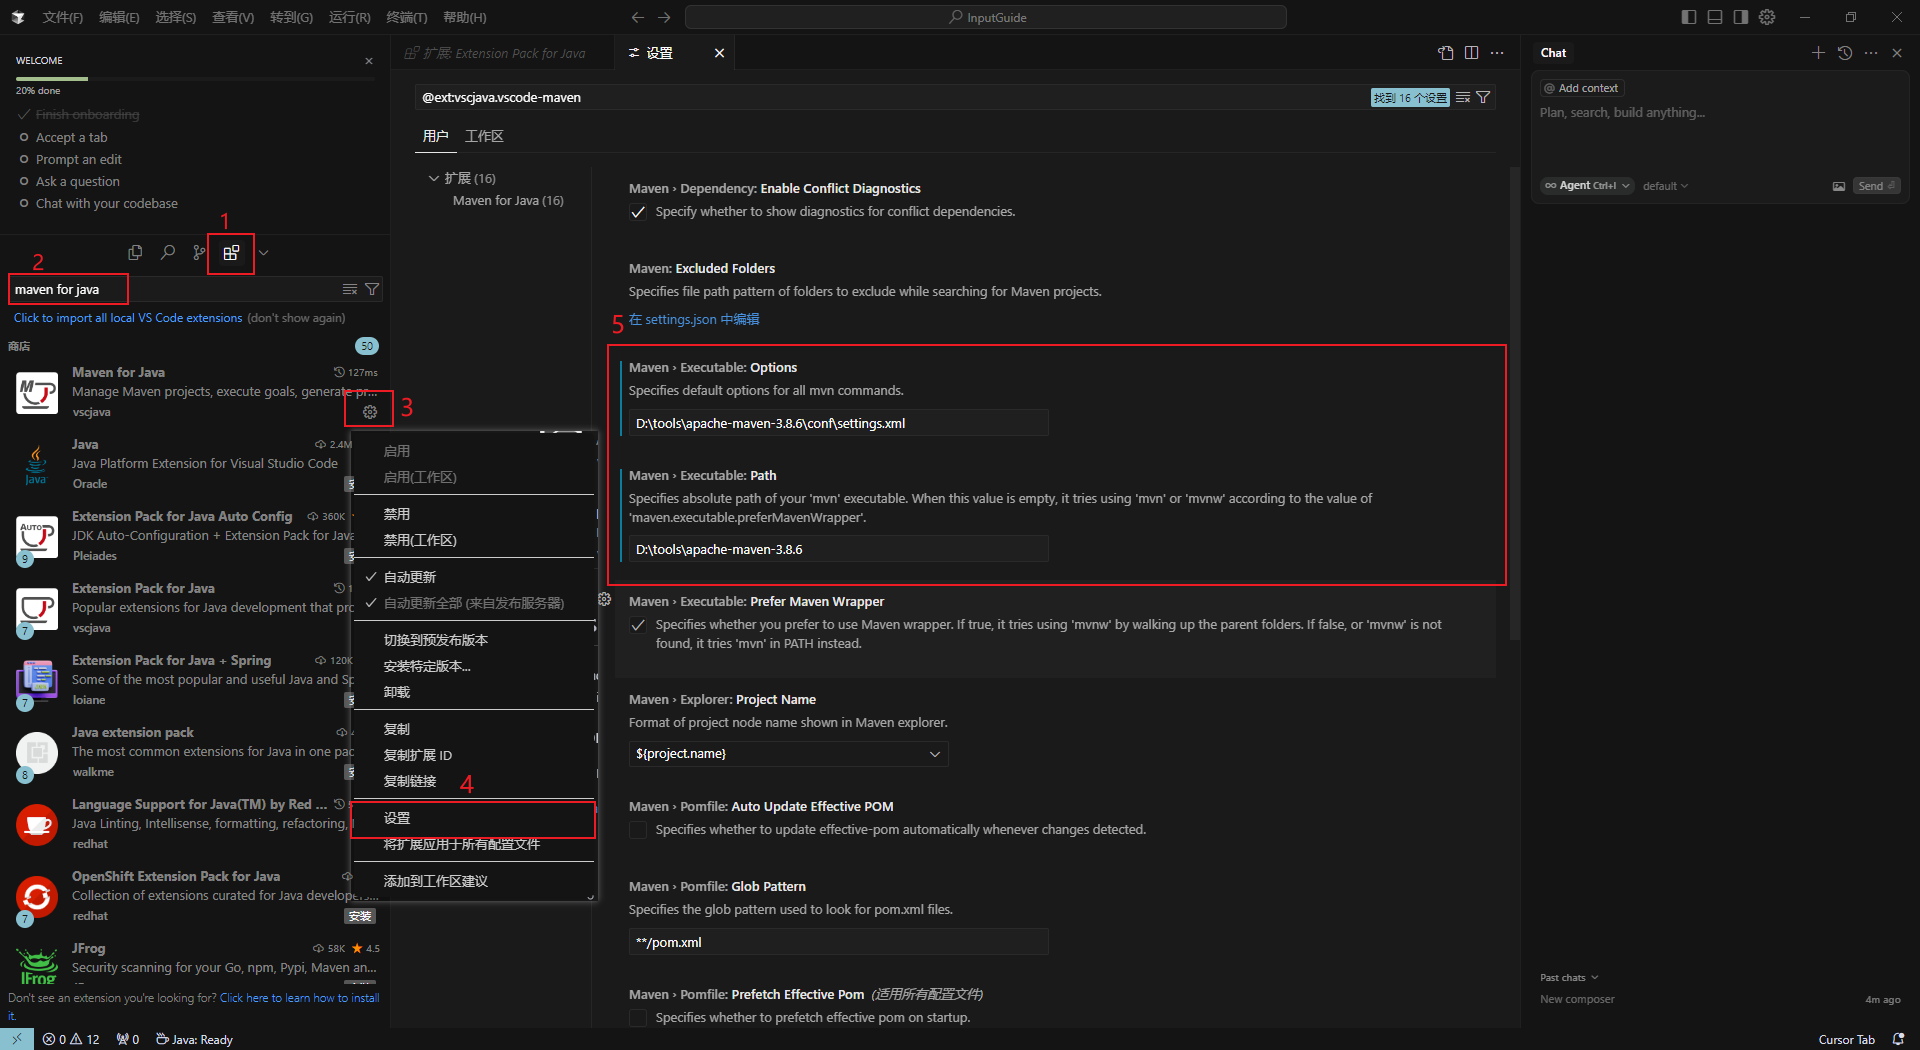 文件(F) 编辑(E) 选择(S) 查看(V) 转到(G) 运行(R) 终端(T) 帮助(H)
InputGuide
WELCOME
20% done
Finish onboarding
Accept a tab
Prompt an edit
Ask a question
Chat with your codebase
1
2
maven for java
Click to import all local VS Code extensions (don't show again)
商店
50
Maven for Java
127ms
Manage Maven projects, execute goals, generate pr...
vscjava
3
Java
2.4M
Java Platform Extension for Visual Studio Code
Oracle
Extension Pack for Java Auto Config
360K
JDK Auto-Configuration + Extension Pack for Java
Pleiades
9
Extension Pack for Java
Popular extensions for Java development that pro
vscjava
7
Extension Pack for Java + Spring
120K
Some of the most popular and useful Java and Sp
loiane
7
Java extension pack
The most common extensions for Java in one pac
walkme
8
Language Support for Java(TM) by Red ...
Java Linting, Intellisense, formatting, refactoring,
redhat
OpenShift Extension Pack for Java
Collection of extensions curated for Java developers...
redhat
7
安装
JFrog
58K 4.5
Security scanning for your Go, npm, Pypi, Maven an...
Don't see an extension you're looking for? Click here to learn how to install
it.
启用
启用(工作区)
禁用
禁用(工作区)
自动更新
自动更新全部 (来自发布服务器)
切换到预发布版本
安装特定版本...
卸载
复制
复制扩展 ID
复制链接
4
设置
将扩展应用于所有配置文件
添加到工作区建议
扩展: Extension Pack for Java
设置
@ext:vscjava.vscode-maven
找到 16 个设置
用户 工作区
扩展 (16)
Maven for Java (16)
Maven › Dependency: Enable Conflict Diagnostics
Specify whether to show diagnostics for conflict dependencies.
Maven: Excluded Folders
Specifies file path pattern of folders to exclude while searching for Maven projects.
5
在 settings.json 中编辑
Maven › Executable: Options
Specifies default options for all mvn commands.
D:\tools\apache-maven-3.8.6\conf\settings.xml
Maven › Executable: Path
Specifies absolute path of your 'mvn' executable. When this value is empty, it tries using 'mvn' or 'mvnw' according to the value of
'maven.executable.preferMavenWrapper'.
D:\tools\apache-maven-3.8.6
Maven › Executable: Prefer Maven Wrapper
Specifies whether you prefer to use Maven wrapper. If true, it tries using 'mvnw' by walking up the parent folders. If false, or 'mvnw' is not
found, it tries 'mvn' in PATH instead.
Maven › Explorer: Project Name
Format of project node name shown in Maven explorer.
${project.name}
Maven › Pomfile: Auto Update Effective POM
Specifies whether to update effective-pom automatically whenever changes detected.
Maven › Pomfile: Glob Pattern
Specifies the glob pattern used to look for pom.xml files.
**/pom.xml
Maven › Pomfile: Prefetch Effective Pom (适用所有配置文件)
Specifies whether to prefetch effective pom on startup.
Chat
@ Add context
Plan, search, build anything...
∞ Agent Ctrl+I
default
Send
Past chats
New composer
4m ago
0 12 0 Java: Ready
Cursor Tab